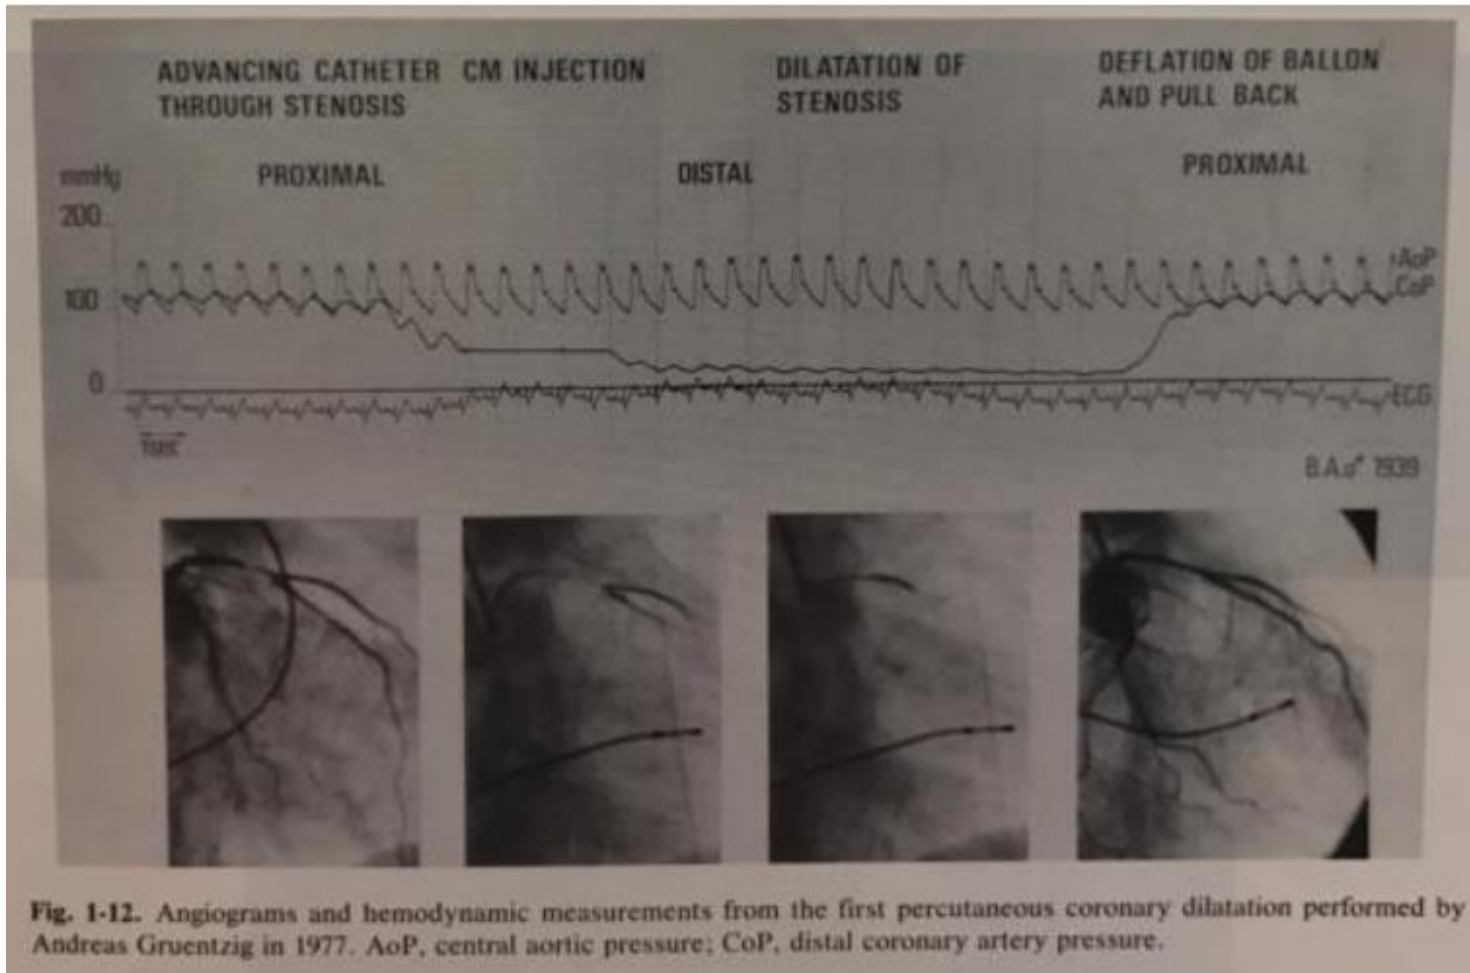 ADVANCING CATHETER CM INJECTION
THROUGH STENOSIS
DILATATION OF
STENOSIS
DEFLATION OF BALLON
AND PULL BACK
mmHg
PROXIMAL
DISTAL
PROXIMAL
200
100
0
AoP
CoP
ECG
1sec
B.A.♂ 1939
Fig. 1-12. Angiograms and hemodynamic measurements from the first percutaneous coronary dilatation performed by
Andreas Gruentzig in 1977. AoP, central aortic pressure; CoP, distal coronary artery pressure.